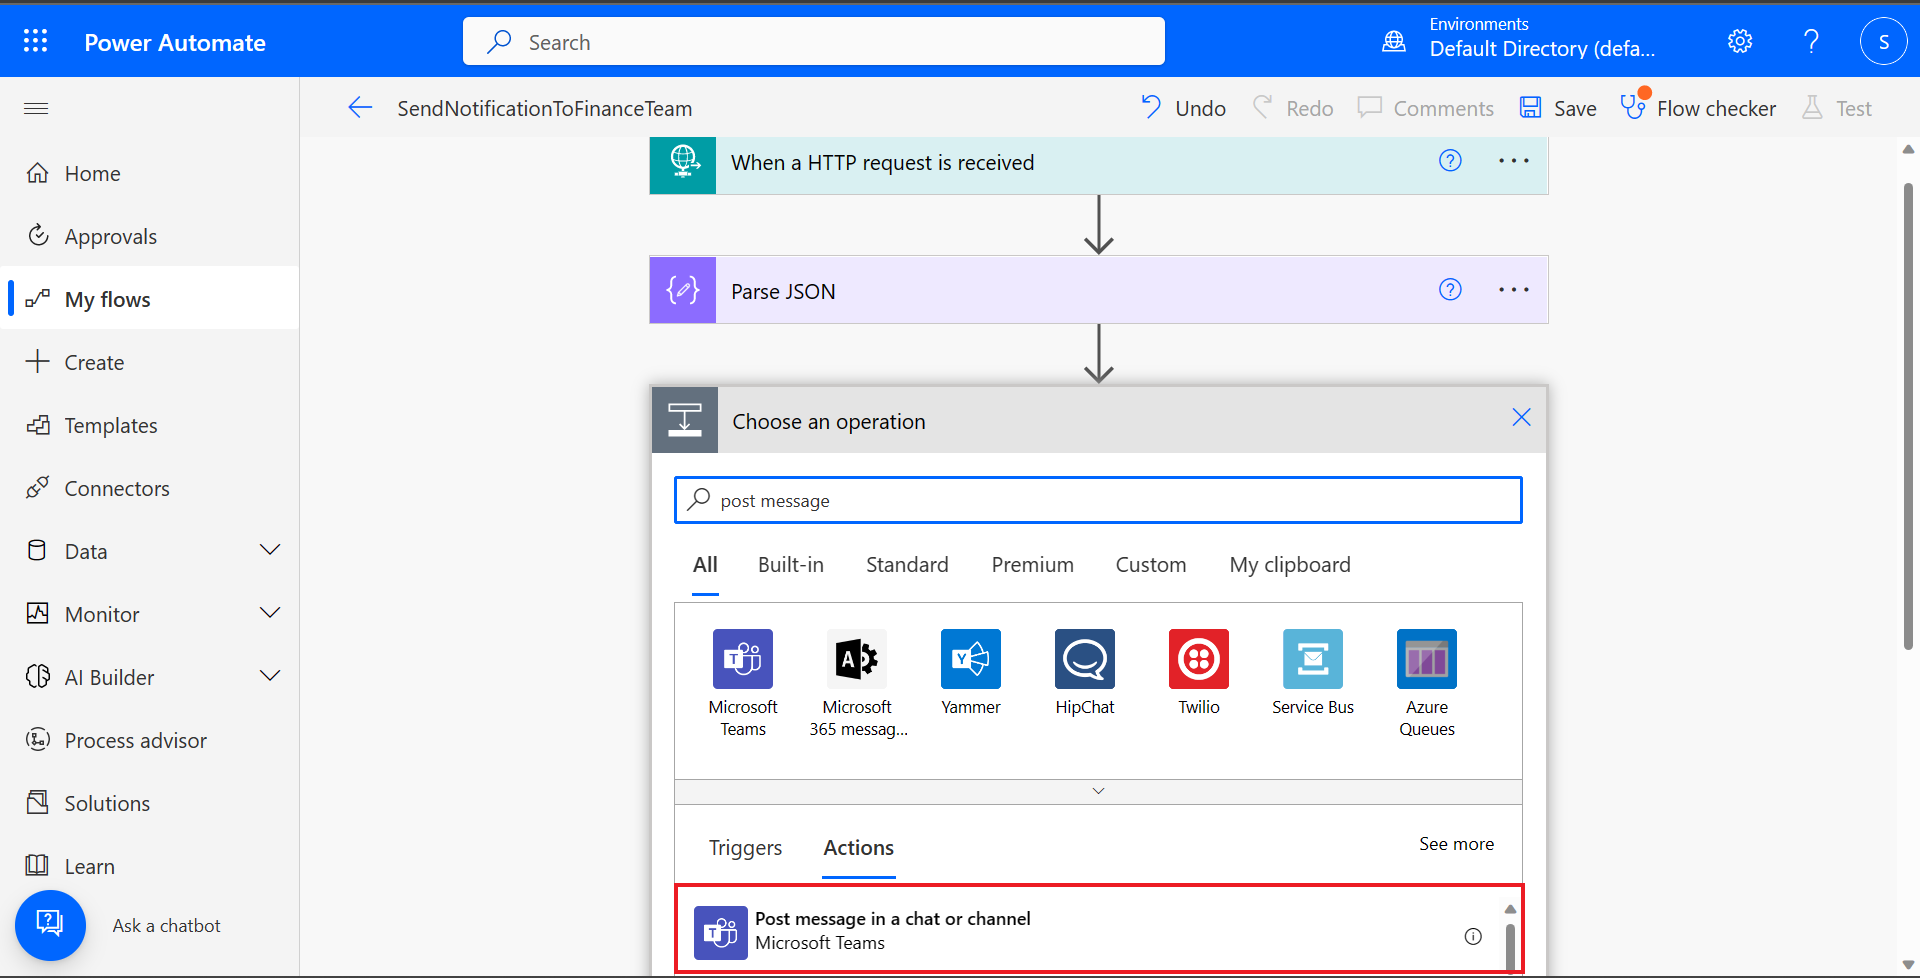 Power Automate
Search
Environments
Default Directory (defa...
S
SendNotificationToFinanceTeam
Undo
Redo
Comments
Save
Flow checker
Test
Home
Approvals
My flows
Create
Templates
Connectors
Data
Monitor
AI Builder
Process advisor
Solutions
Learn
Ask a chatbot
When a HTTP request is received
Parse JSON
Choose an operation
post message
All
Built-in
Standard
Premium
Custom
My clipboard
Microsoft
Teams
Microsoft
365 messag...
Yammer
HipChat
Twilio
Service Bus
Azure
Queues
Triggers
Actions
See more
Post message in a chat or channel
Microsoft Teams